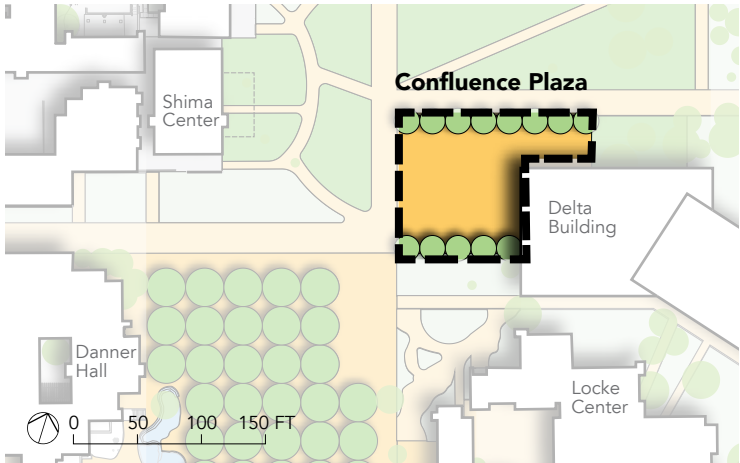 Confluence Plaza
Shima
Center
Delta
Building
Danner
Hall
Locke
Center
0 50 100 150 FT